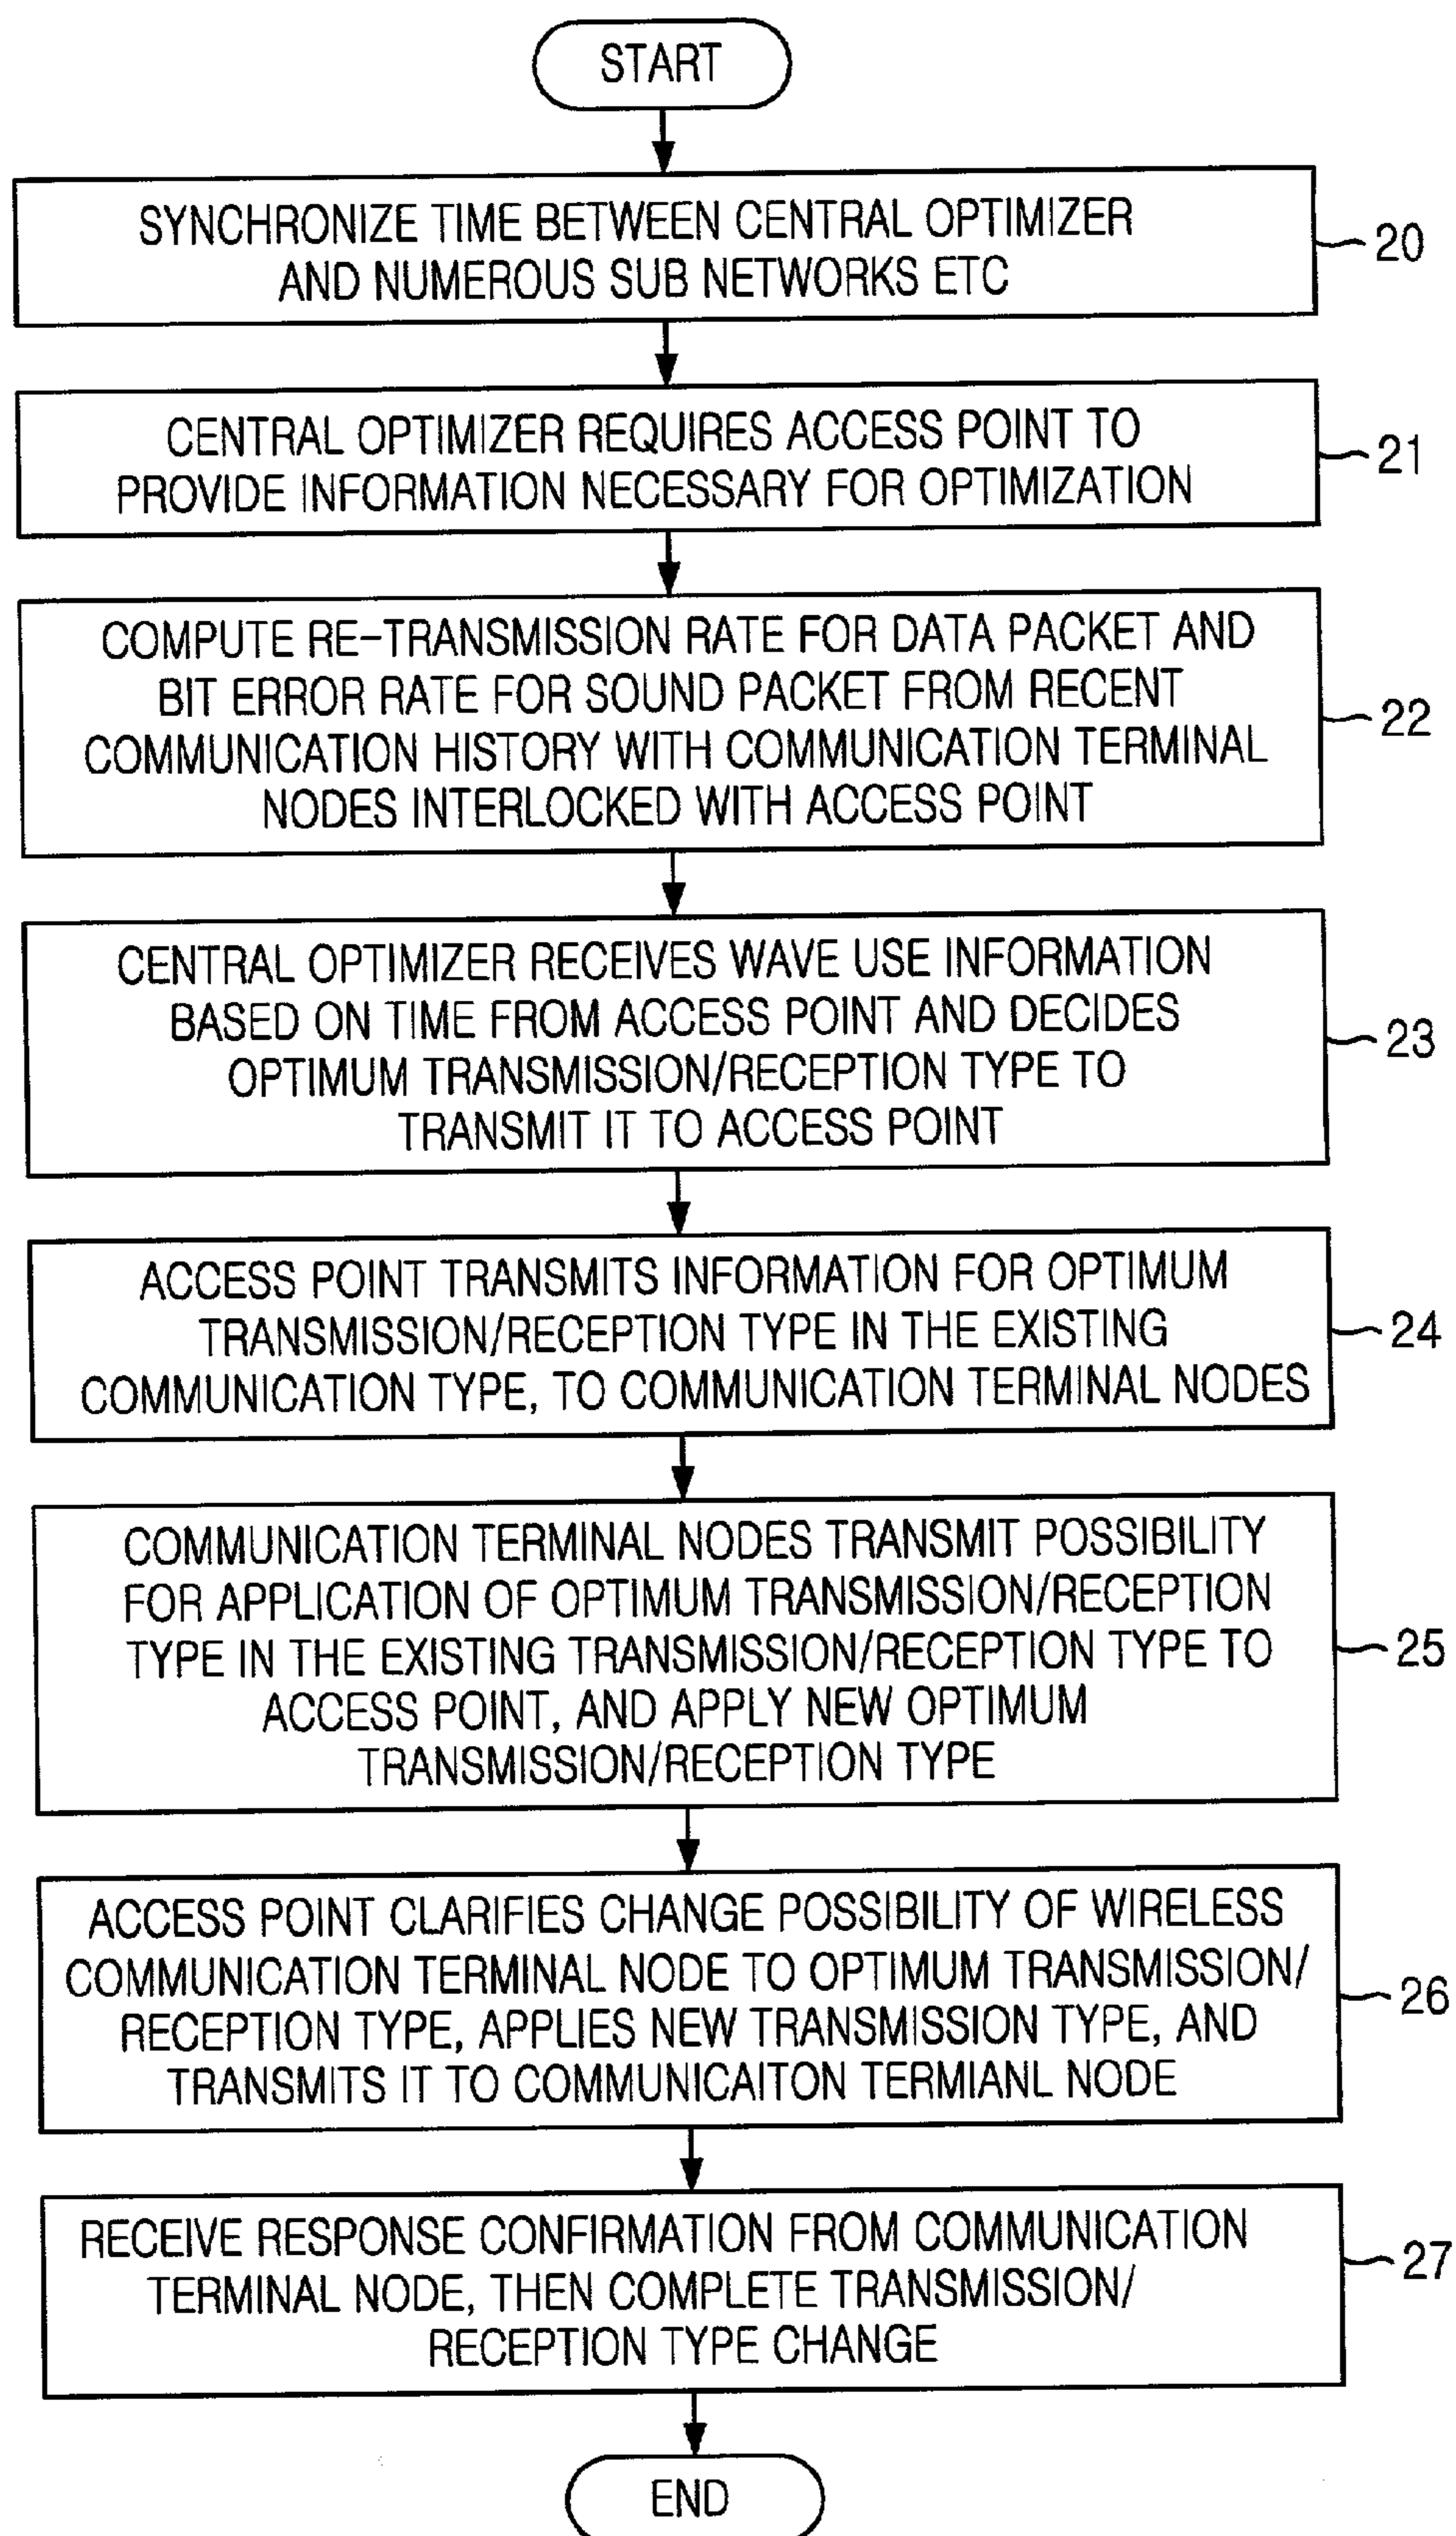 START
SYNCHRONIZE TIME BETWEEN CENTRAL OPTIMIZER
AND NUMEROUS SUB NETWORKS ETC
20
CENTRAL OPTIMIZER REQUIRES ACCESS POINT TO
PROVIDE INFORMATION NECESSARY FOR OPTIMIZATION
21
COMPUTE RE-TRANSMISSION RATE FOR DATA PACKET AND
BIT ERROR RATE FOR SOUND PACKET FROM RECENT
COMMUNICATION HISTORY WITH COMMUNICATION TERMINAL
NODES INTERLOCKED WITH ACCESS POINT
22
CENTRAL OPTIMIZER RECEIVES WAVE USE INFORMATION
BASED ON TIME FROM ACCESS POINT AND DECIDES
OPTIMUM TRANSMISSION/RECEPTION TYPE TO
TRANSMIT IT TO ACCESS POINT
23
ACCESS POINT TRANSMITS INFORMATION FOR OPTIMUM
TRANSMISSION/RECEPTION TYPE IN THE EXISTING
COMMUNICATION TYPE, TO COMMUNICATION TERMINAL NODES
24
COMMUNICATION TERMINAL NODES TRANSMIT POSSIBILITY
FOR APPLICATION OF OPTIMUM TRANSMISSION/RECEPTION
TYPE IN THE EXISTING TRANSMISSION/RECEPTION TYPE TO
ACCESS POINT, AND APPLY NEW OPTIMUM
TRANSMISSION/RECEPTION TYPE
25
ACCESS POINT CLARIFIES CHANGE POSSIBILITY OF WIRELESS
COMMUNICATION TERMINAL NODE TO OPTIMUM TRANSMISSION/
RECEPTION TYPE, APPLIES NEW TRANSMISSION TYPE, AND
TRANSMITS IT TO COMMUNICAITON TERMIANL NODE
26
RECEIVE RESPONSE CONFIRMATION FROM COMMUNICATION
TERMINAL NODE, THEN COMPLETE TRANSMISSION/
RECEPTION TYPE CHANGE
27
END